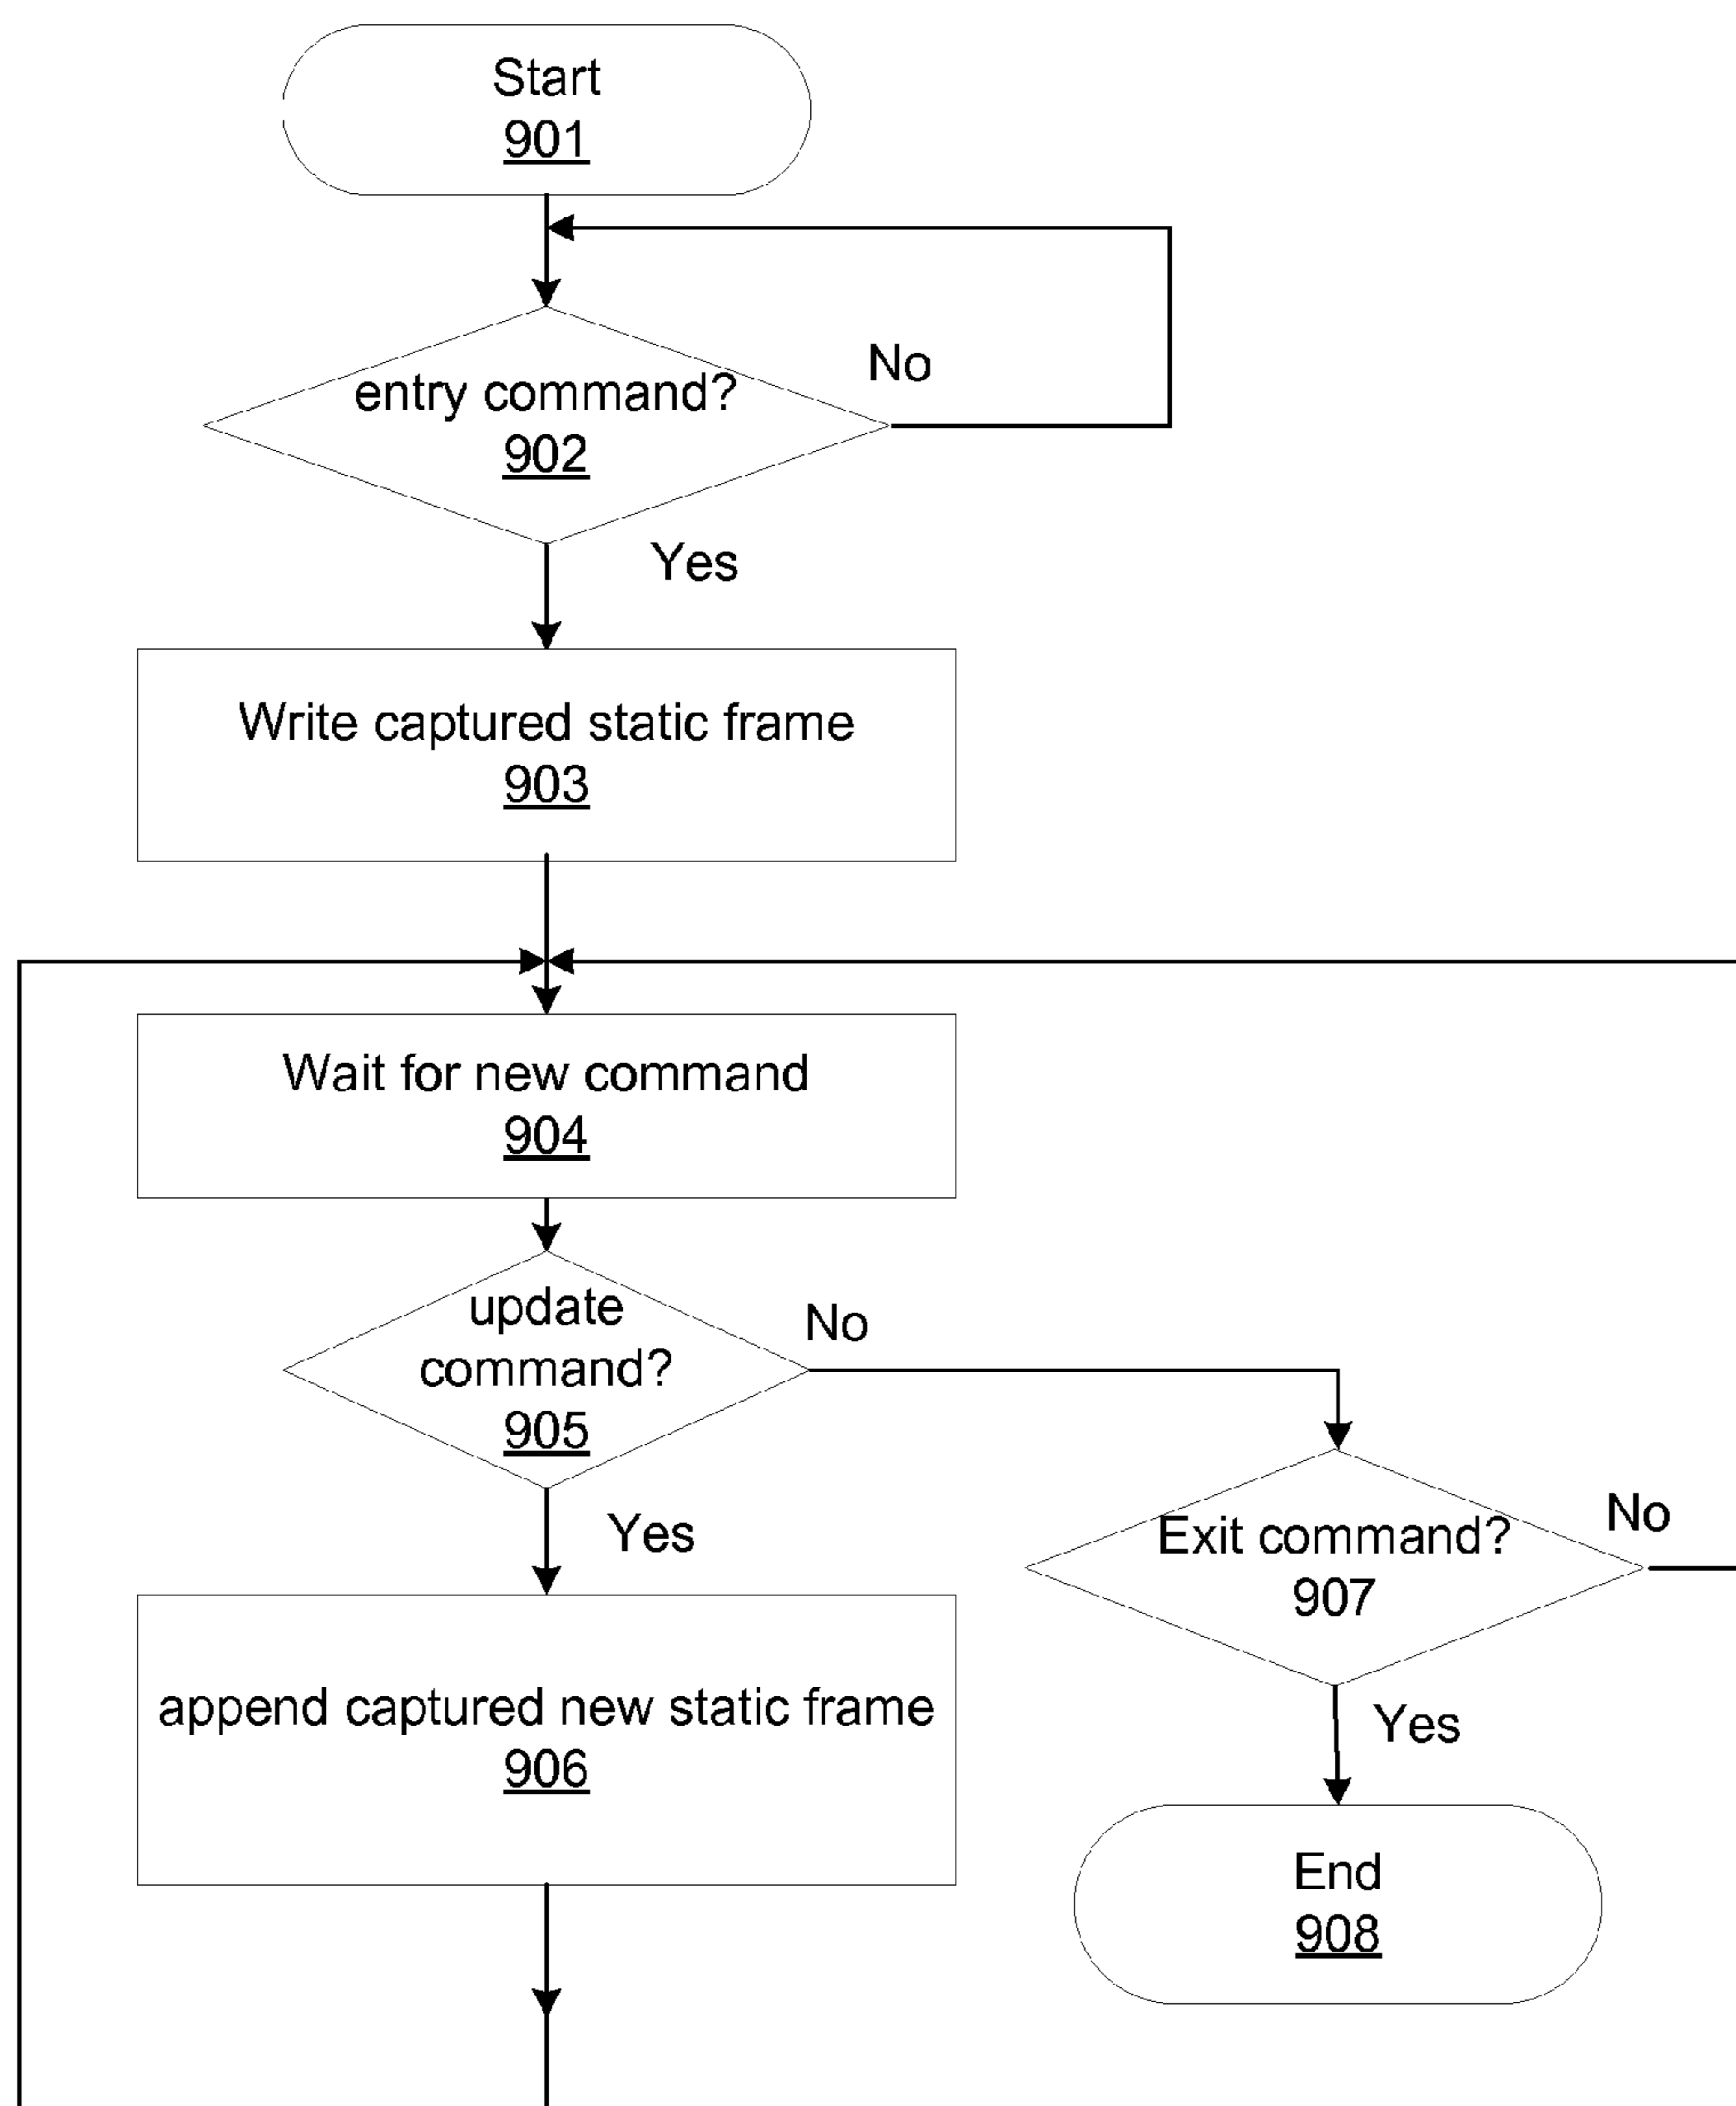 Start
901
entry command?
902
No
Yes
Write captured static frame
903
Wait for new command
904
update
command?
905
No
Yes
append captured new static frame
906
Exit command?
907
No
Yes
End
908